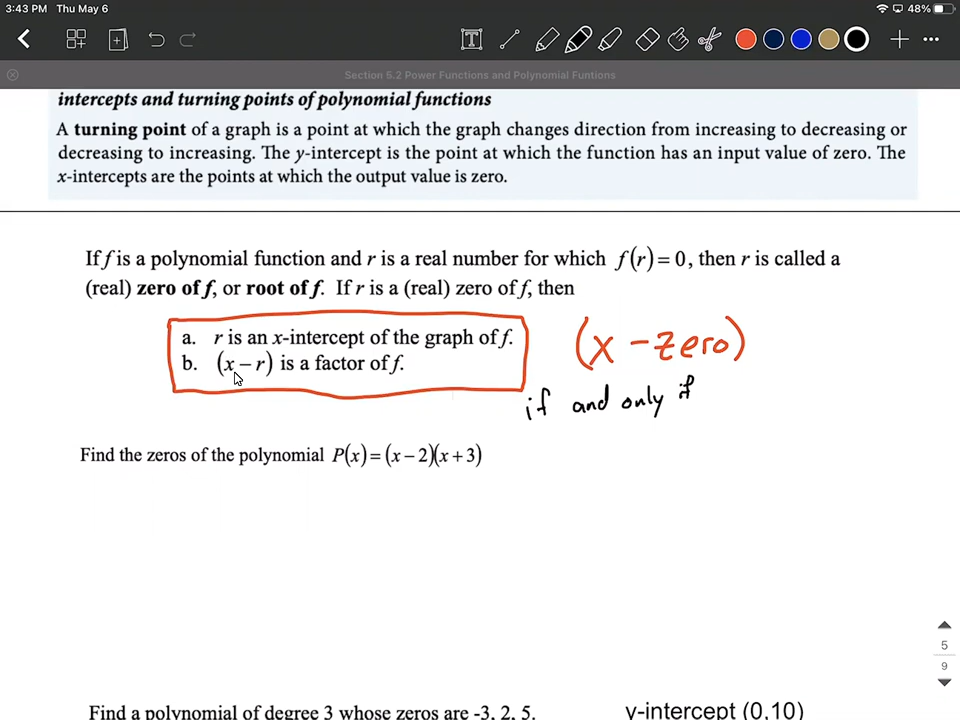 3:43 PM Thu May 6
48%
Section 5.2 Power Functions and Polynomial Funtions
intercepts and turning points of polynomial functions
A turning point of a graph is a point at which the graph changes direction from increasing to decreasing or
decreasing to increasing. The y-intercept is the point at which the function has an input value of zero. The
x-intercepts are the points at which the output value is zero.
If f is a polynomial function and r is a real number for which f(r) = 0, then r is called a
(real) zero of f, or root of f. If r is a (real) zero of f, then
a. r is an x-intercept of the graph of f.
b. (x − r) is a factor of f.
(x − zero)
if and only if
Find the zeros of the polynomial P(x) = (x − 2)(x + 3)
5
9
Find a polynomial of degree 3 whose zeros are -3, 2, 5.
y-intercept (0,10)